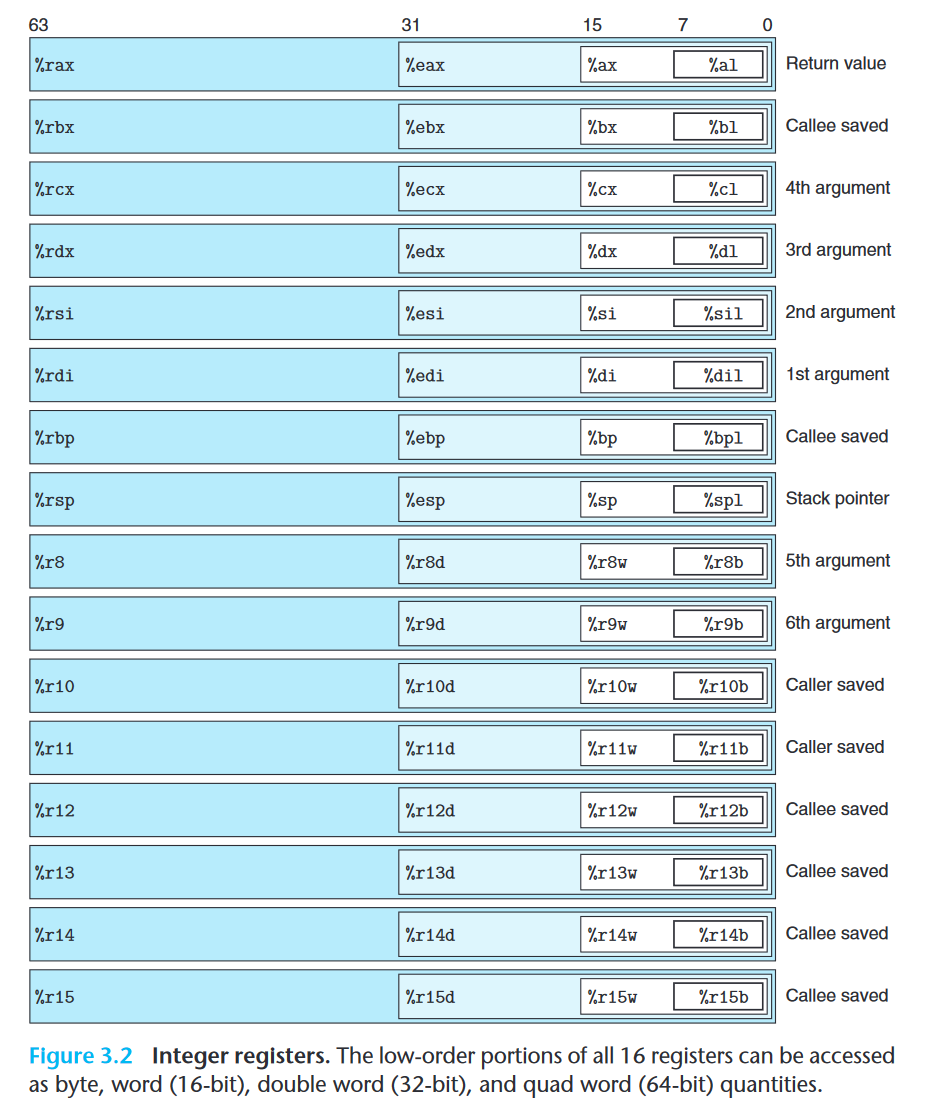 63 31 15 7 0
%rax %eax %ax %al Return value
%rbx %ebx %bx %bl Callee saved
%rcx %ecx %cx %cl 4th argument
%rdx %edx %dx %dl 3rd argument
%rsi %esi %si %sil 2nd argument
%rdi %edi %di %dil 1st argument
%rbp %ebp %bp %bpl Callee saved
%rsp %esp %sp %spl Stack pointer
%r8 %r8d %r8w %r8b 5th argument
%r9 %r9d %r9w %r9b 6th argument
%r10 %r10d %r10w %r10b Caller saved
%r11 %r11d %r11w %r11b Caller saved
%r12 %r12d %r12w %r12b Callee saved
%r13 %r13d %r13w %r13b Callee saved
%r14 %r14d %r14w %r14b Callee saved
%r15 %r15d %r15w %r15b Callee saved
Figure 3.2 Integer registers. The low-order portions of all 16 registers can be accessed
as byte, word (16-bit), double word (32-bit), and quad word (64-bit) quantities.